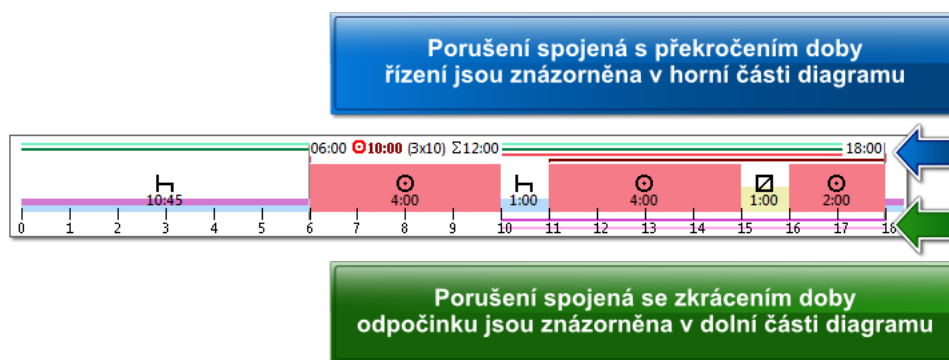 Porušení spojená s překročením doby
řízení jsou znázorněna v horní části diagramu
06:00 10:00 (3x10) Σ12:00 18:00
10:45 4:00 1:00 4:00 1:00 2:00
0 1 2 3 4 5 6 7 8 9 10 11 12 13 14 15 16 17 18
Porušení spojená se zkrácením doby
odpočinku jsou znázorněna v dolní části diagramu